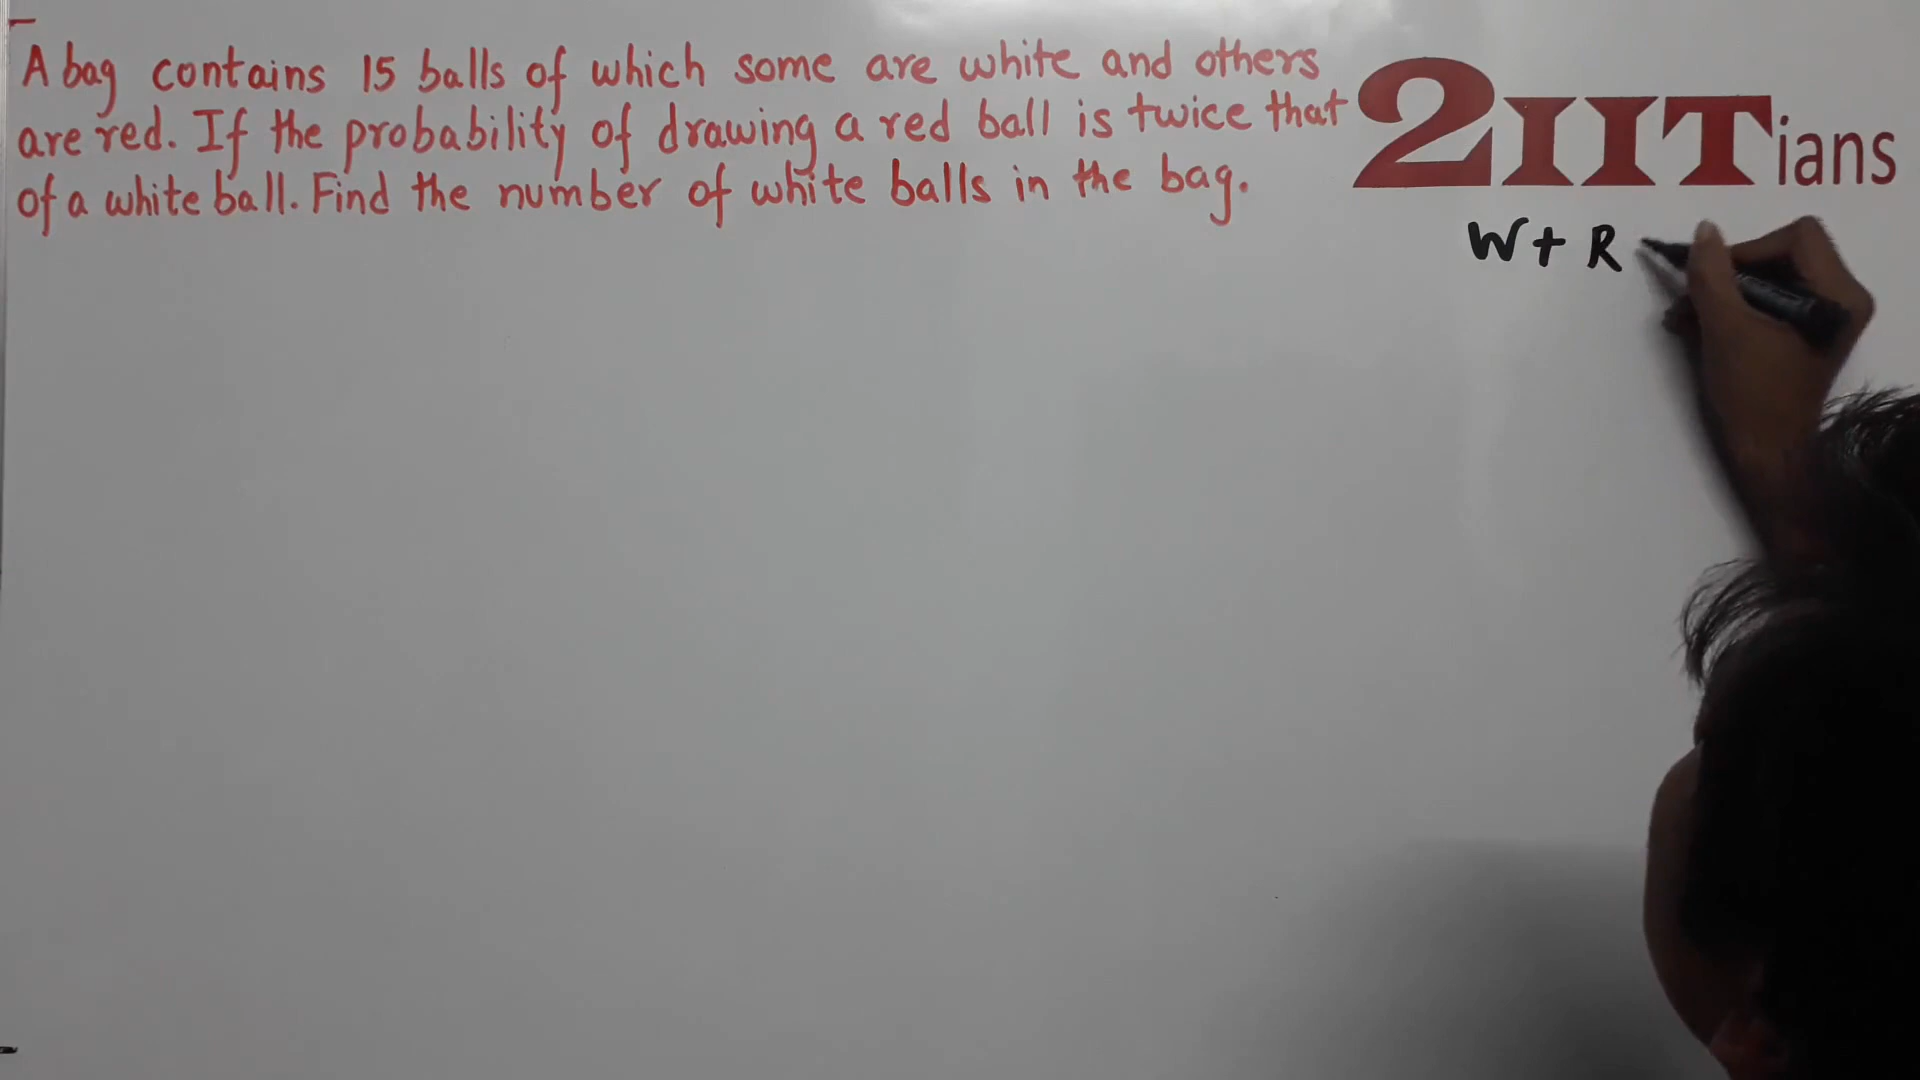 A bag contains 15 balls of which some are white and others
are red. If the probability of drawing a red ball is twice that
of a white ball. Find the number of white balls in the bag.
2IITians
W+ R